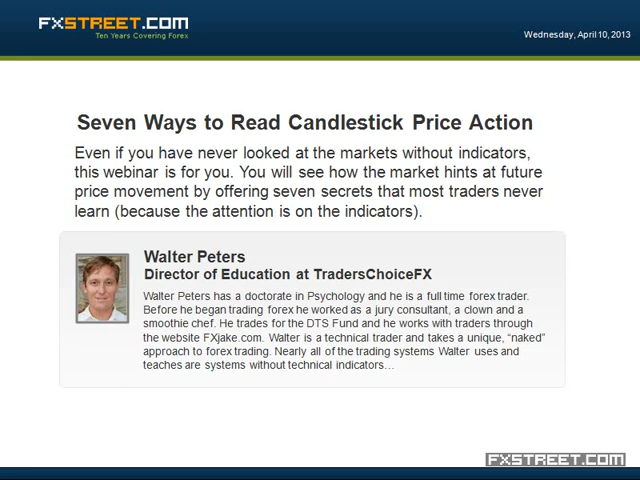 FXSTREET.COM
Ten Years Covering Forex
Wednesday, April 10, 2013
Seven Ways to Read Candlestick Price Action
Even if you have never looked at the markets without indicators,
this webinar is for you. You will see how the market hints at future
price movement by offering seven secrets that most traders never
learn (because the attention is on the indicators).
Walter Peters
Director of Education at TradersChoiceFX
Walter Peters has a doctorate in Psychology and he is a full time forex trader.
Before he began trading forex he worked as a jury consultant, a clown and a
smoothie chef. He trades for the DTS Fund and he works with traders through
the website FXjake.com. Walter is a technical trader and takes a unique, “naked”
approach to forex trading. Nearly all of the trading systems Walter uses and
teaches are systems without technical indicators…
FXSTREET.COM